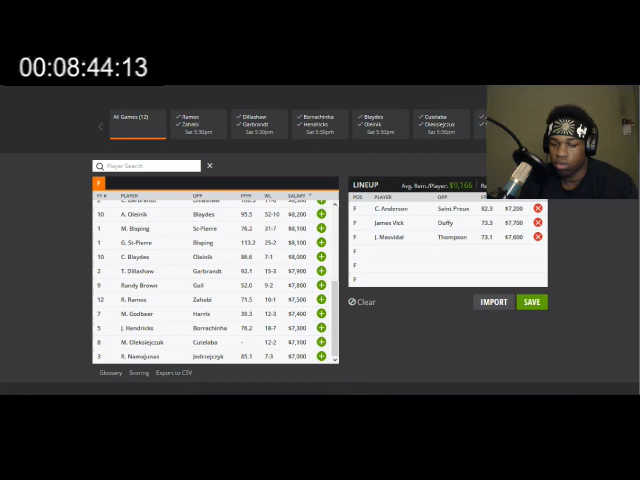 00:08:44:13
All Games (12)
Ramos
Zahabi
Sat 5:30pm
Dillashaw
Garbrandt
Sat 5:30pm
Borrachinha
Hendricks
Sat 5:30pm
Blaydes
Oleinik
Sat 5:30pm
Cutelaba
Oleksiejczuk
Sat 5:30pm
Player Search
F
PLAYER OPP FPPF WL SALARY
10 A. Oleinik Blaydes 95.5 52-10 $8,200
1 M. Bisping St-Pierre 76.2 31-7 $8,100
1 G. St-Pierre Bisping 113.2 25-2 $8,100
10 C. Blaydes Oleinik 86.6 7-1 $8,000
2 T. Dillashaw Garbrandt 92.1 15-3 $7,900
9 Randy Brown Gall 52.0 9-2 $7,800
12 R. Ramos Zahabi 71.5 10-1 $7,500
7 M. Godbeer Harris 39.3 12-3 $7,400
5 J. Hendricks Borrachinha 76.2 18-7 $7,300
8 M. Oleksiejczuk Cutelaba - 12-2 $7,100
3 R. Namajunas Jedrzejczyk 85.1 7-3 $7,000
Glossary Scoring Export to CSV
LINEUP Avg. Rem./Player: $9,166
POS PLAYER OPP
F C. Anderson Saint Preux 82.3 $7,200
F James Vick Duffy 75.3 $7,700
F J. Masvidal Thompson 73.1 $7,600
F
F
F
Clear IMPORT SAVE